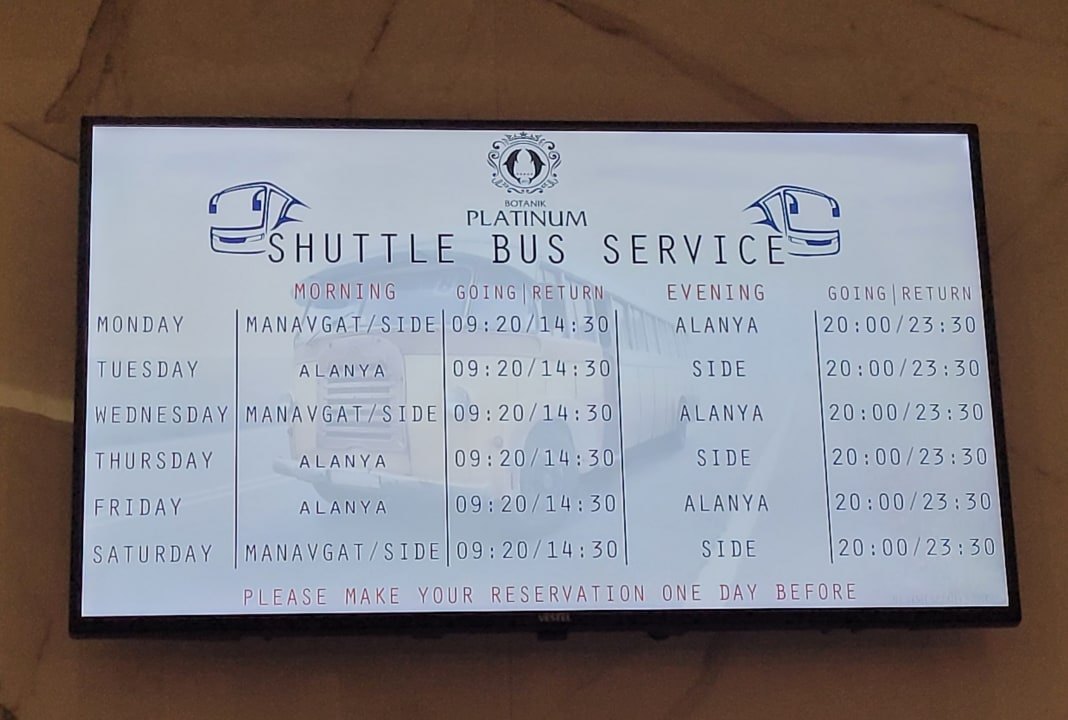 BOTANIK
PLATINUM
SHUTTLE BUS SERVICE
MORNING GOING|RETURN EVENING GOING|RETURN
MONDAY MANAVGAT/SIDE 09:20/14:30 ALANYA 20:00/23:30
TUESDAY ALANYA 09:20/14:30 SIDE 20:00/23:30
WEDNESDAY MANAVGAT/SIDE 09:20/14:30 ALANYA 20:00/23:30
THURSDAY ALANYA 09:20/14:30 SIDE 20:00/23:30
FRIDAY ALANYA 09:20/14:30 ALANYA 20:00/23:30
SATURDAY MANAVGAT/SIDE 09:20/14:30 SIDE 20:00/23:30
PLEASE MAKE YOUR RESERVATION ONE DAY BEFORE
VESTEL